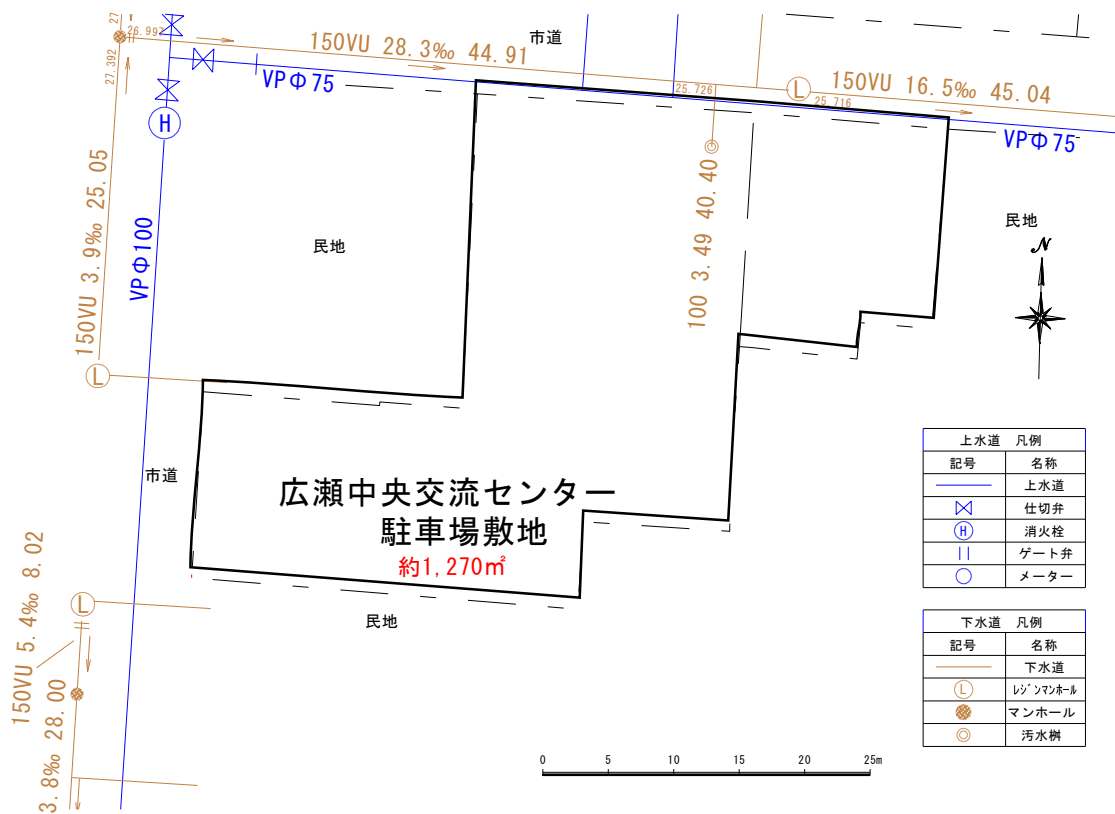 27
26.997
27.392
150VU 28.3‰ 44.91
市道
VPΦ75
25.726
L
25.716
150VU 16.5‰ 45.04
VPΦ75
H
150VU 3.9‰ 25.05
VPΦ100
民地
100 3.49 40.40
民地
N
L
市道
広瀬中央交流センター
駐車場敷地
約1,270㎡
民地
150VU 5.4‰ 8.02
L
3.8‰ 28.00
上水道 凡例
記号 名称
上水道
仕切弁
H 消火栓
ゲート弁
メーター
下水道 凡例
記号 名称
下水道
L レジンマンホール
マンホール
汚水桝
0 5 10 15 20 25m